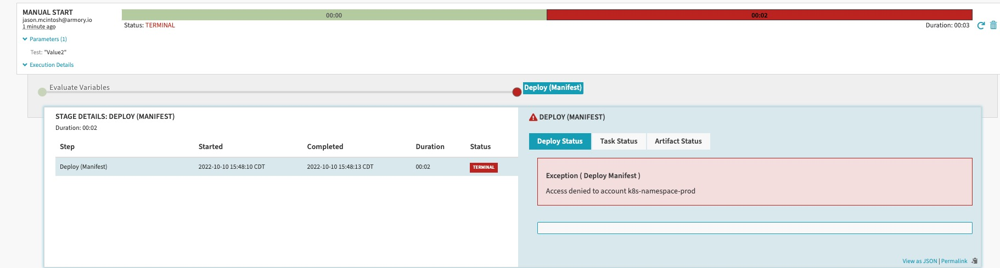 MANUAL START
jason.mcintosh@armory.io
1 minute ago
00:00
00:02
Status: TERMINAL
Duration: 00:03
Parameters (1)
Test: "Value2"
Execution Details
Evaluate Variables
Deploy (Manifest)
STAGE DETAILS: DEPLOY (MANIFEST)
Duration: 00:02
Step Started Completed Duration Status
Deploy (Manifest) 2022-10-10 15:48:10 CDT 2022-10-10 15:48:13 CDT 00:02 TERMINAL
DEPLOY (MANIFEST)
Deploy Status Task Status Artifact Status
Exception ( Deploy Manifest )
Access denied to account k8s-namespace-prod
View as JSON | Permalink